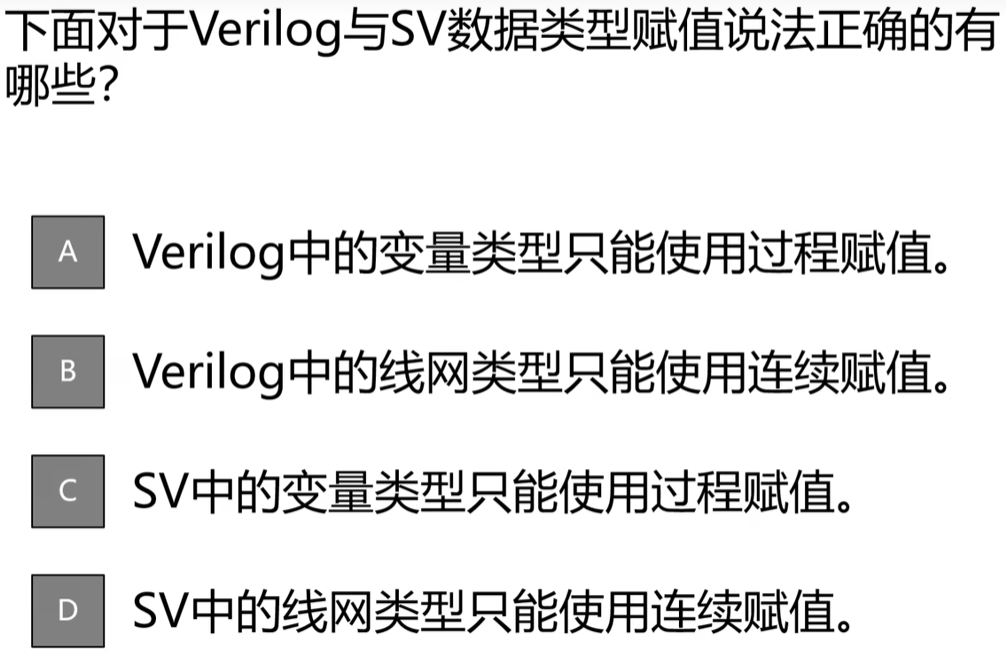 下面对于Verilog与SV数据类型赋值说法正确的有
哪些？
A Verilog中的变量类型只能使用过程赋值。
B Verilog中的线网类型只能使用连续赋值。
C SV中的变量类型只能使用过程赋值。
D SV中的线网类型只能使用连续赋值。